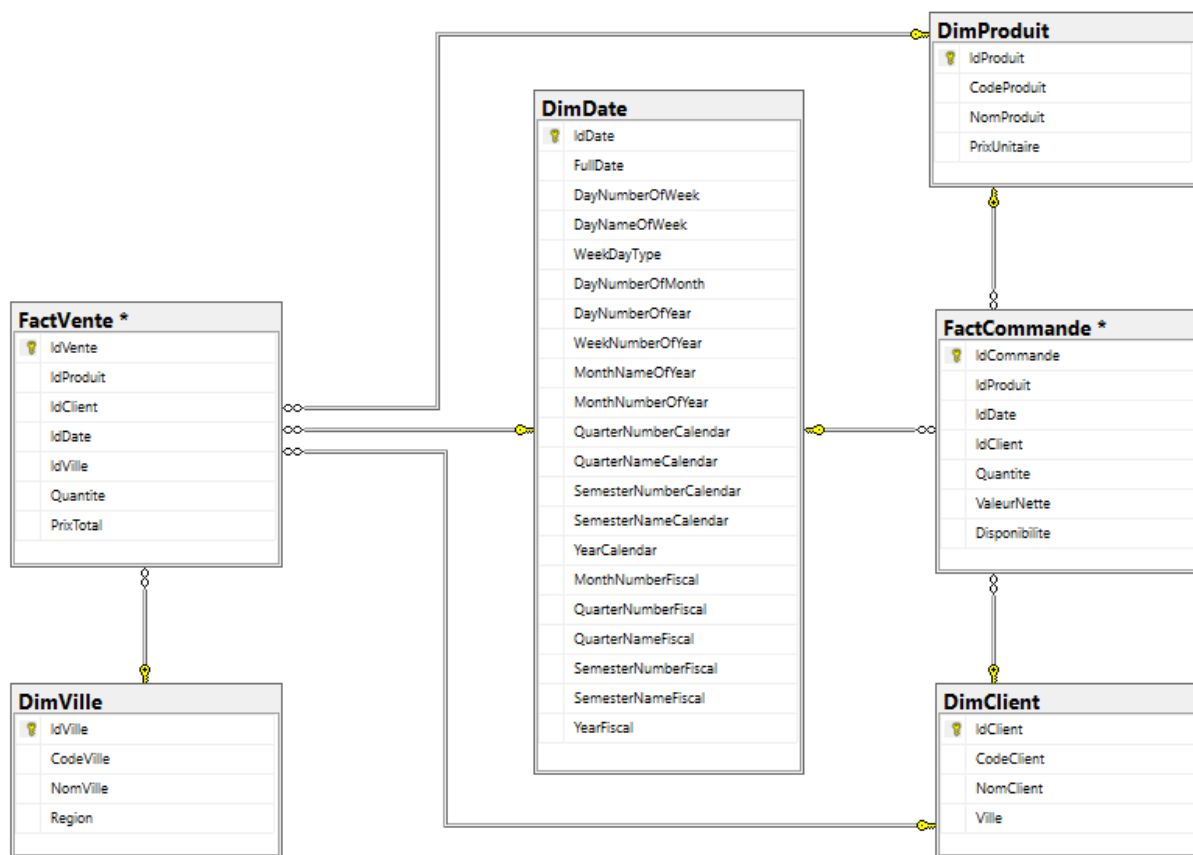 DimProduit
IdProduit
CodeProduit
NomProduit
PrixUnitaire
DimDate
IdDate
FullDate
DayNumberOfWeek
DayNameOfWeek
WeekDayType
DayNumberOfMonth
DayNumberOfYear
WeekNumberOfYear
MonthNameOfYear
MonthNumberOfYear
QuarterNumberCalendar
QuarterNameCalendar
SemesterNumberCalendar
SemesterNameCalendar
YearCalendar
MonthNumberFiscal
QuarterNumberFiscal
QuarterNameFiscal
SemesterNumberFiscal
SemesterNameFiscal
YearFiscal
FactVente *
IdVente
IdProduit
IdClient
IdDate
IdVille
Quantite
PrixTotal
FactCommande *
IdCommande
IdProduit
IdDate
IdClient
Quantite
ValeurNette
Disponibilite
DimVille
IdVille
CodeVille
NomVille
Region
DimClient
IdClient
CodeClient
NomClient
Ville